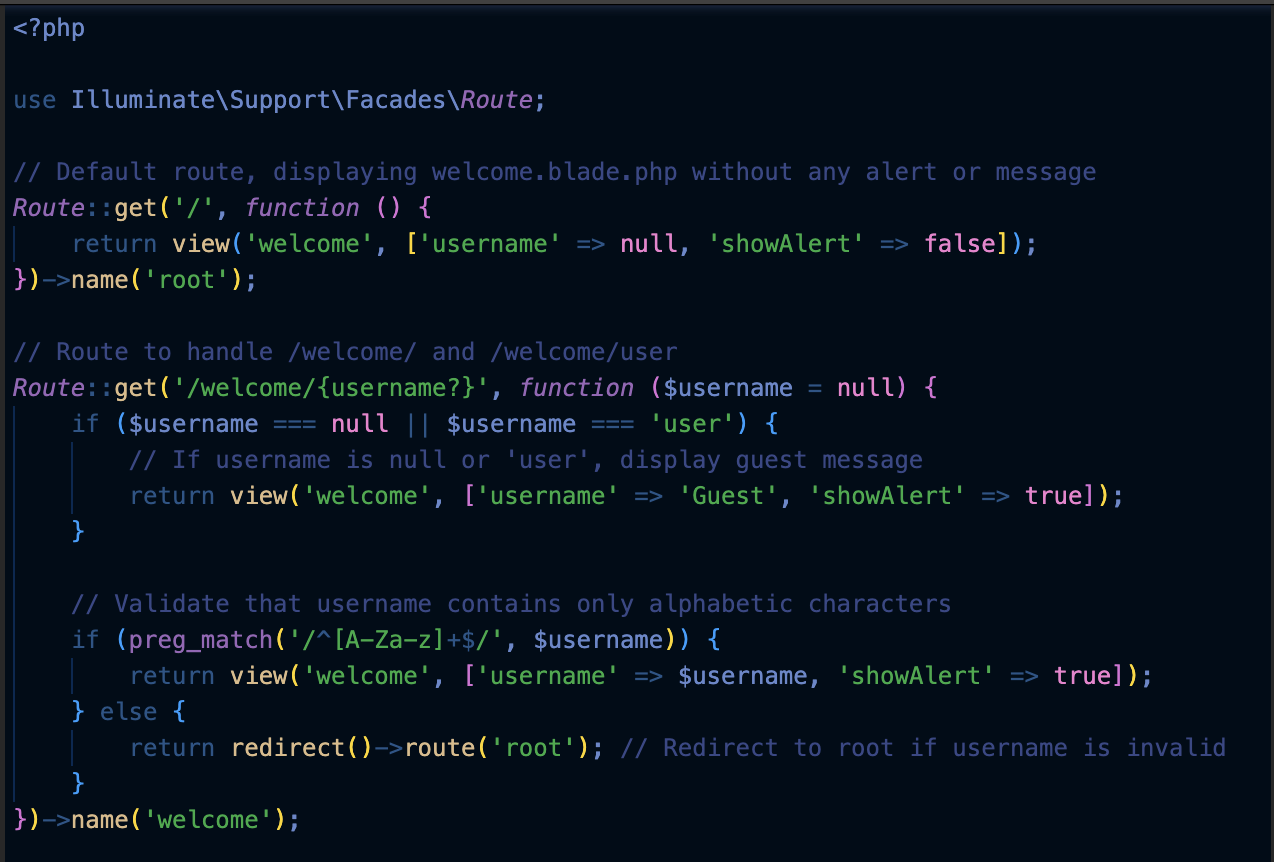 <?php
use Illuminate\Support\Facades\Route;
// Default route, displaying welcome.blade.php without any alert or message
Route::get('/', function () {
    return view('welcome', ['username' => null, 'showAlert' => false]);
})->name('root');
// Route to handle /welcome/ and /welcome/user
Route::get('/welcome/{username?}', function ($username = null) {
    if ($username === null || $username === 'user') {
        // If username is null or 'user', display guest message
        return view('welcome', ['username' => 'Guest', 'showAlert' => true]);
    }
    // Validate that username contains only alphabetic characters
    if (preg_match('/^[A-Za-z]+$/', $username)) {
        return view('welcome', ['username' => $username, 'showAlert' => true]);
    } else {
        return redirect()->route('root'); // Redirect to root if username is invalid
    }
})->name('welcome');